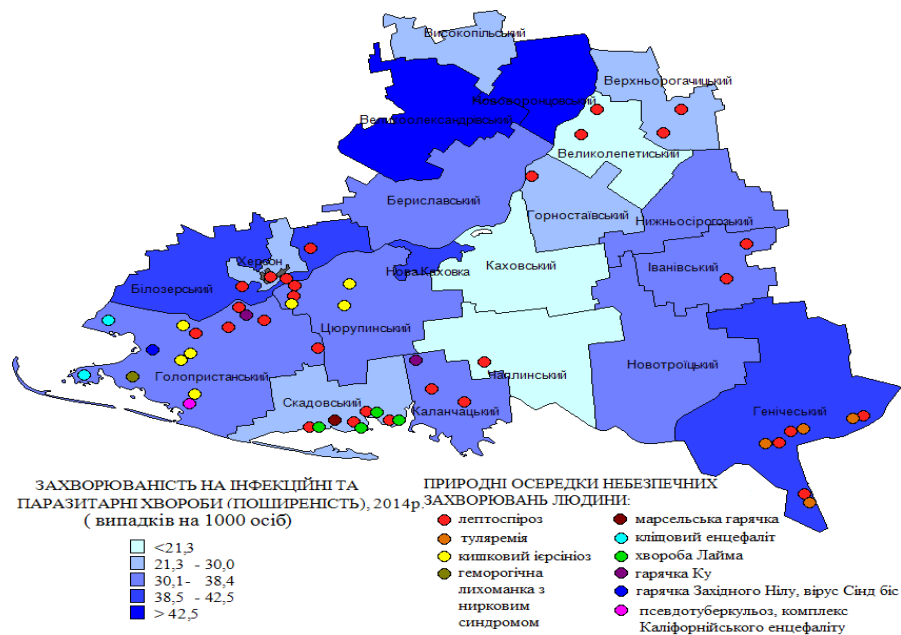 Високопільський
Верхньорогачицький
Нововоронцовський
Великоолександрвський
Великолепетиський
Бериславський
Горностаївський
Нижньосірогозький
Херсон
Нова Каховка
Каховський
Іванівський
Білозерський
Цюрупинський
Голопристанський
Чаплинський
Новотроїцький
Скадовський
Каланчацький
Генічеський
ЗАХВОРЮВАНІСТЬ НА ІНФЕКЦІЙНІ ТА
ПАРАЗИТАРНІ ХВОРОБИ (ПОШИРЕНІСТЬ), 2014р.
( випадків на 1000 осіб)
<21,3
21,3 - 30,0
30,1- 38,4
38,5 - 42,5
> 42,5
ПРИРОДНІ ОСЕРЕДКИ НЕБЕЗПЕЧНИХ
ЗАХВОРЮВАНЬ ЛЮДИНИ:
лептоспіроз
туляремія
кишковий ієрсініоз
геморогічна
лихоманка з
нирковим
синдромом
марсельська гарячка
кліщовий енцефаліт
хвороба Лайма
гарячка Ку
гарячка Західного Нілу, вірус Сінд біс
псевдотуберкульоз, комплекс
Каліфорнійського енцефаліту